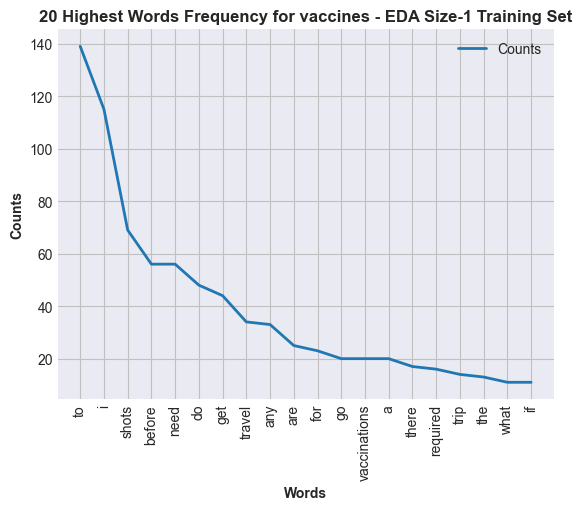 20 Highest Words Frequency for vaccines - EDA Size-1 Training Set
Counts
140
120
100
80
60
40
20
Counts
to
i
shots
before
need
do
get
travel
any
are
for
go
vaccinations
a
there
required
trip
the
what
if
Words